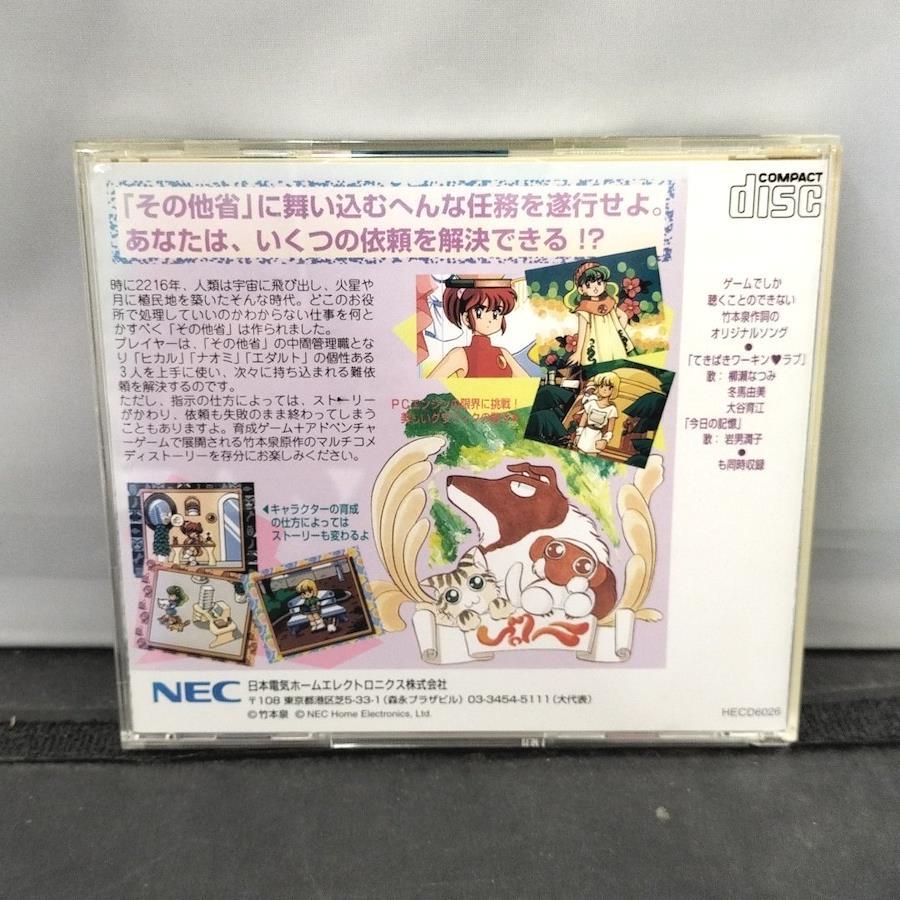 「その他省」に舞い込むへんな任務を遂行せよ。
あなたは、いくつの依頼を解決できる!?
COMPACT
disc
時に2216年、人類は宇宙に飛び出し、火星や
月に植民地を築いたそんな時代。どこのお役
所で処理していいのかわからない仕事を何と
かすべく「その他省」は作られました。
プレイヤーは、「その他省」の中間管理職とな
り「ヒカル」「ナオミ」「エダルト」の個性ある
3人を上手に使い、次々に持ち込まれる難依
頼を解決するのです。
ただし、指示の仕方によっては、ストーリー
がかわり、依頼も失敗のまま終わってしまう
こともありますよ。育成ゲーム+アドベンチャ
ーゲームで展開される竹本泉原作のマルチコメ
ディストーリーを存分にお楽しみください。
PCエンジンの限界に挑戦!
美しい
◀キャラクターの育成
の仕方によっては
ストーリーも変わるよ
ゲームでしか
聴くことのできない
竹本泉作詞の
オリジナルソング
●
「てきぱきワーキン♥ラブ」
歌:柳瀬なつみ
冬馬由美
大谷育江
「今日の記憶」
歌:岩男潤子
●
も同時収録
NEC 日本電気ホームエレクトロニクス株式会社
〒108 東京都港区芝5-33-1(森永プラザビル) 03-3454-5111(大代表)
©竹本泉 © NEC Home Electronics, Ltd.
HECD6026